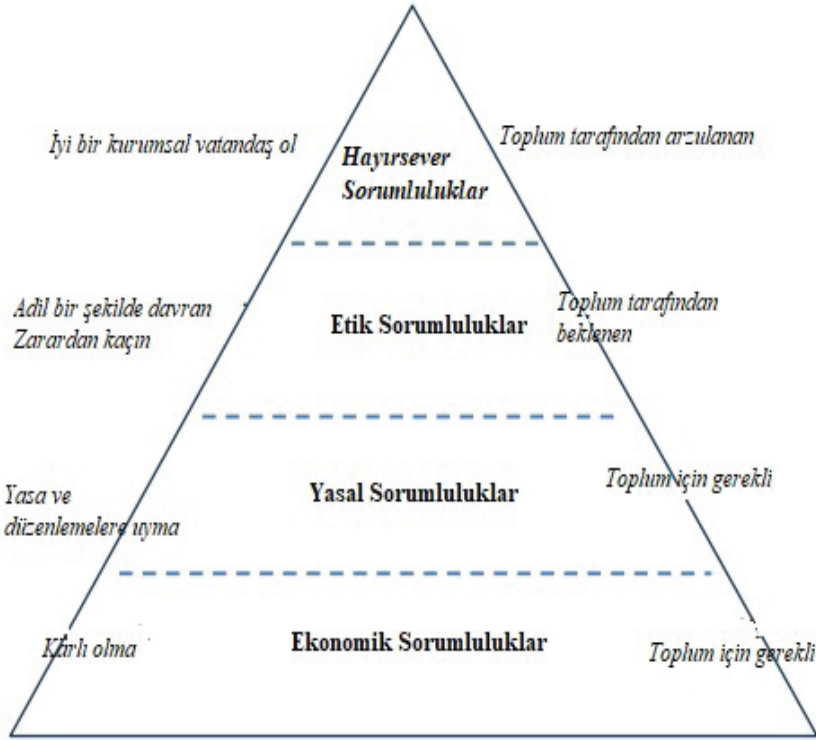 İyi bir kurumsal vatandaş ol
Hayırsever
Sorumluluklar
Toplum tarafından arzulanan
Adil bir şekilde davran
Zarardan kaçın
Etik Sorumluluklar
Toplum tarafından
beklenen
Yasa ve
düzenlemelere uyma
Yasal Sorumluluklar
Toplum için gerekli
Karlı olma
Ekonomik Sorumluluklar
Toplum için gerekli